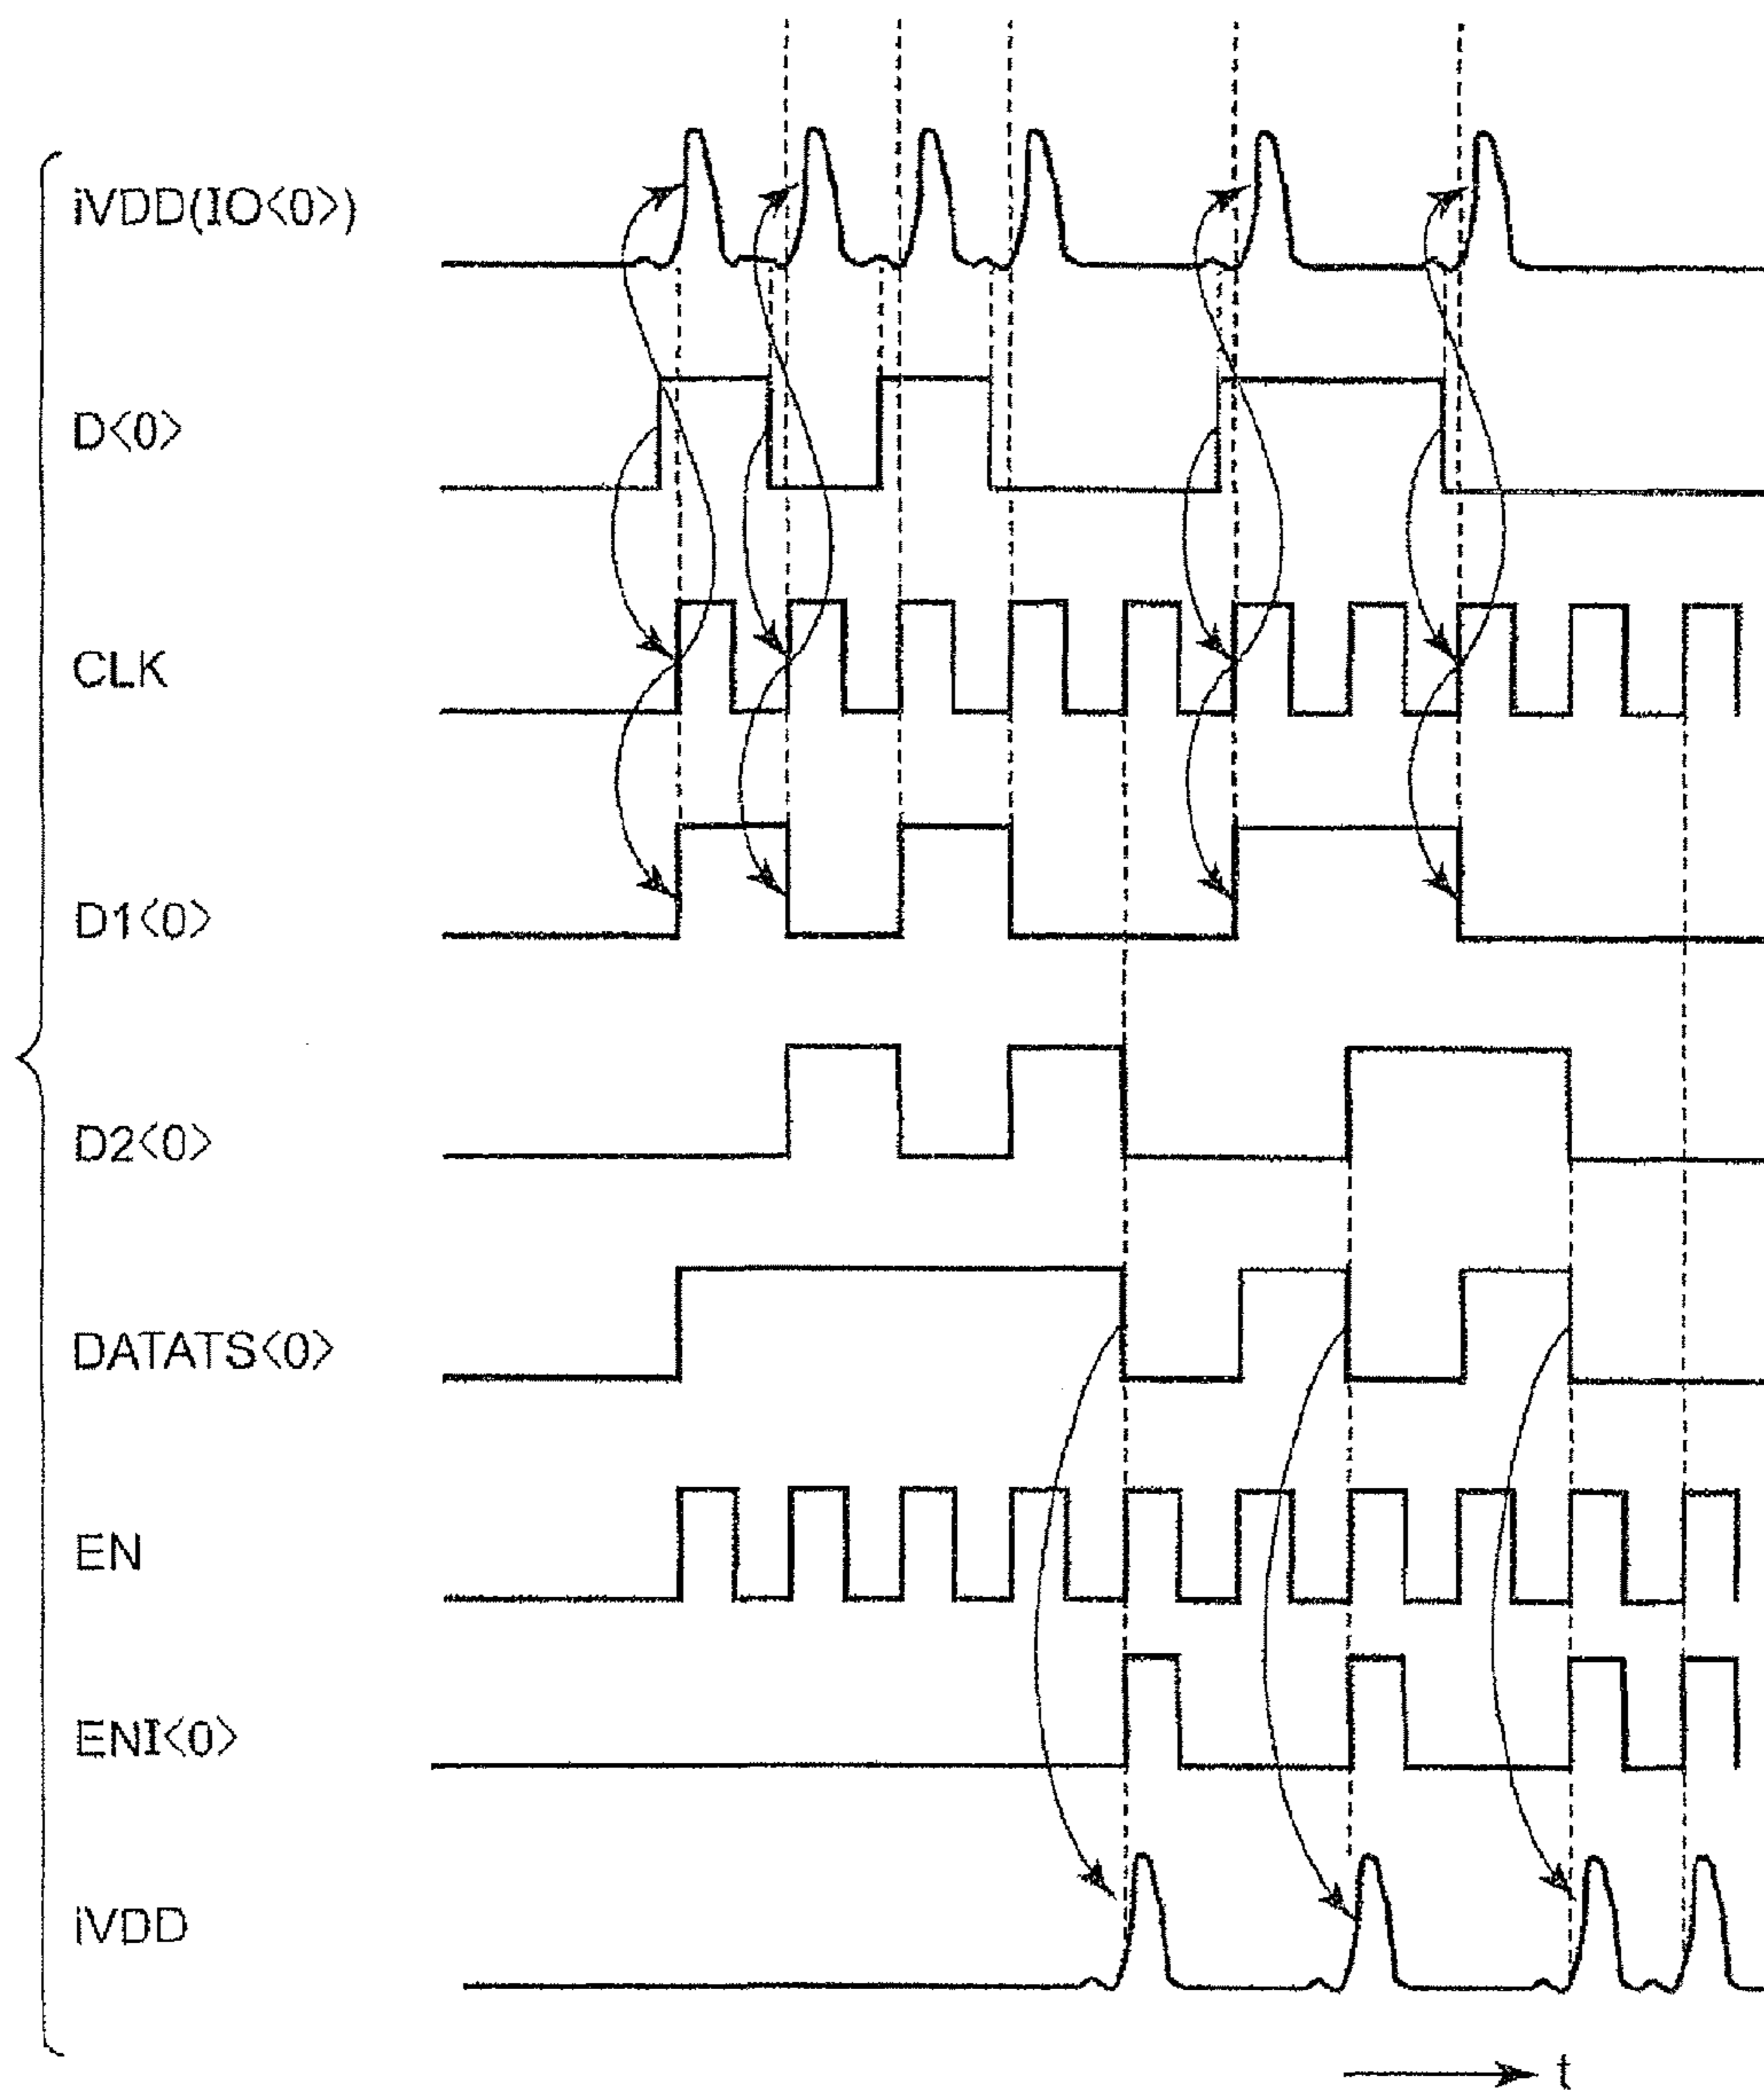 iVDD(IO<0>)
D<0>
CLK
D1<0>
D2<0>
DATATS<0>
EN
ENI<0>
iVDD
t